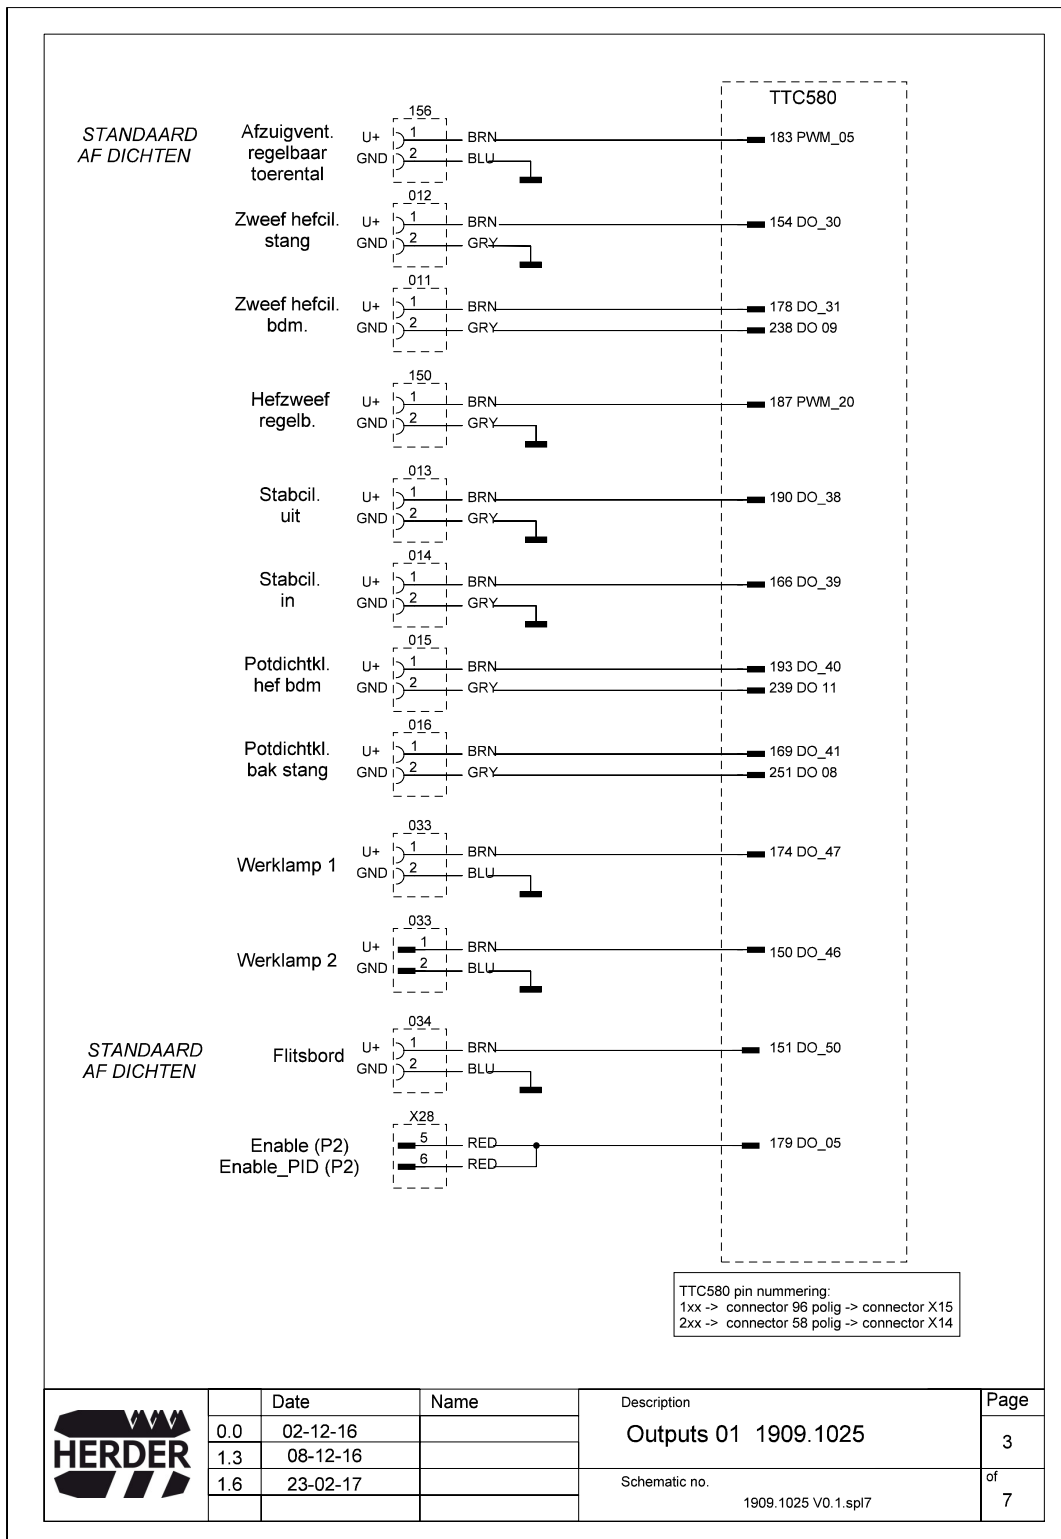 TTC580
STANDAARD
AF DICHTEN
Afzuigvent.
regelbaar
toerental
156
U+ 1 BRN 183 PWM_05
GND 2 BLU
Zweef hefcil.
stang
012
U+ 1 BRN 154 DO_30
GND 2 GRY
Zweef hefcil.
bdm.
011
U+ 1 BRN 178 DO_31
GND 2 GRY 238 DO 09
Hefzweef
regelb.
150
U+ 1 BRN 187 PWM_20
GND 2 GRY
Stabcil.
uit
013
U+ 1 BRN 190 DO_38
GND 2 GRY
Stabcil.
in
014
U+ 1 BRN 166 DO_39
GND 2 GRY
Potdichtkl.
hef bdm
015
U+ 1 BRN 193 DO_40
GND 2 GRY 239 DO 11
Potdichtkl.
bak stang
016
U+ 1 BRN 169 DO_41
GND 2 GRY 251 DO 08
Werklamp 1
033
U+ 1 BRN 174 DO_47
GND 2 BLU
Werklamp 2
033
U+ 1 BRN 150 DO_46
GND 2 BLU
STANDAARD
AF DICHTEN
Flitsbord
034
U+ 1 BRN 151 DO_50
GND 2 BLU
X28
Enable (P2) 5 RED 179 DO_05
Enable_PID (P2) 6 RED
TTC580 pin nummering:
1xx -> connector 96 polig -> connector X15
2xx -> connector 58 polig -> connector X14
HERDER
Date Name
0.0 02-12-16
1.3 08-12-16
1.6 23-02-17
Description
Outputs 01 1909.1025
Schematic no.
1909.1025 V0.1.spl7
Page
3
of
7